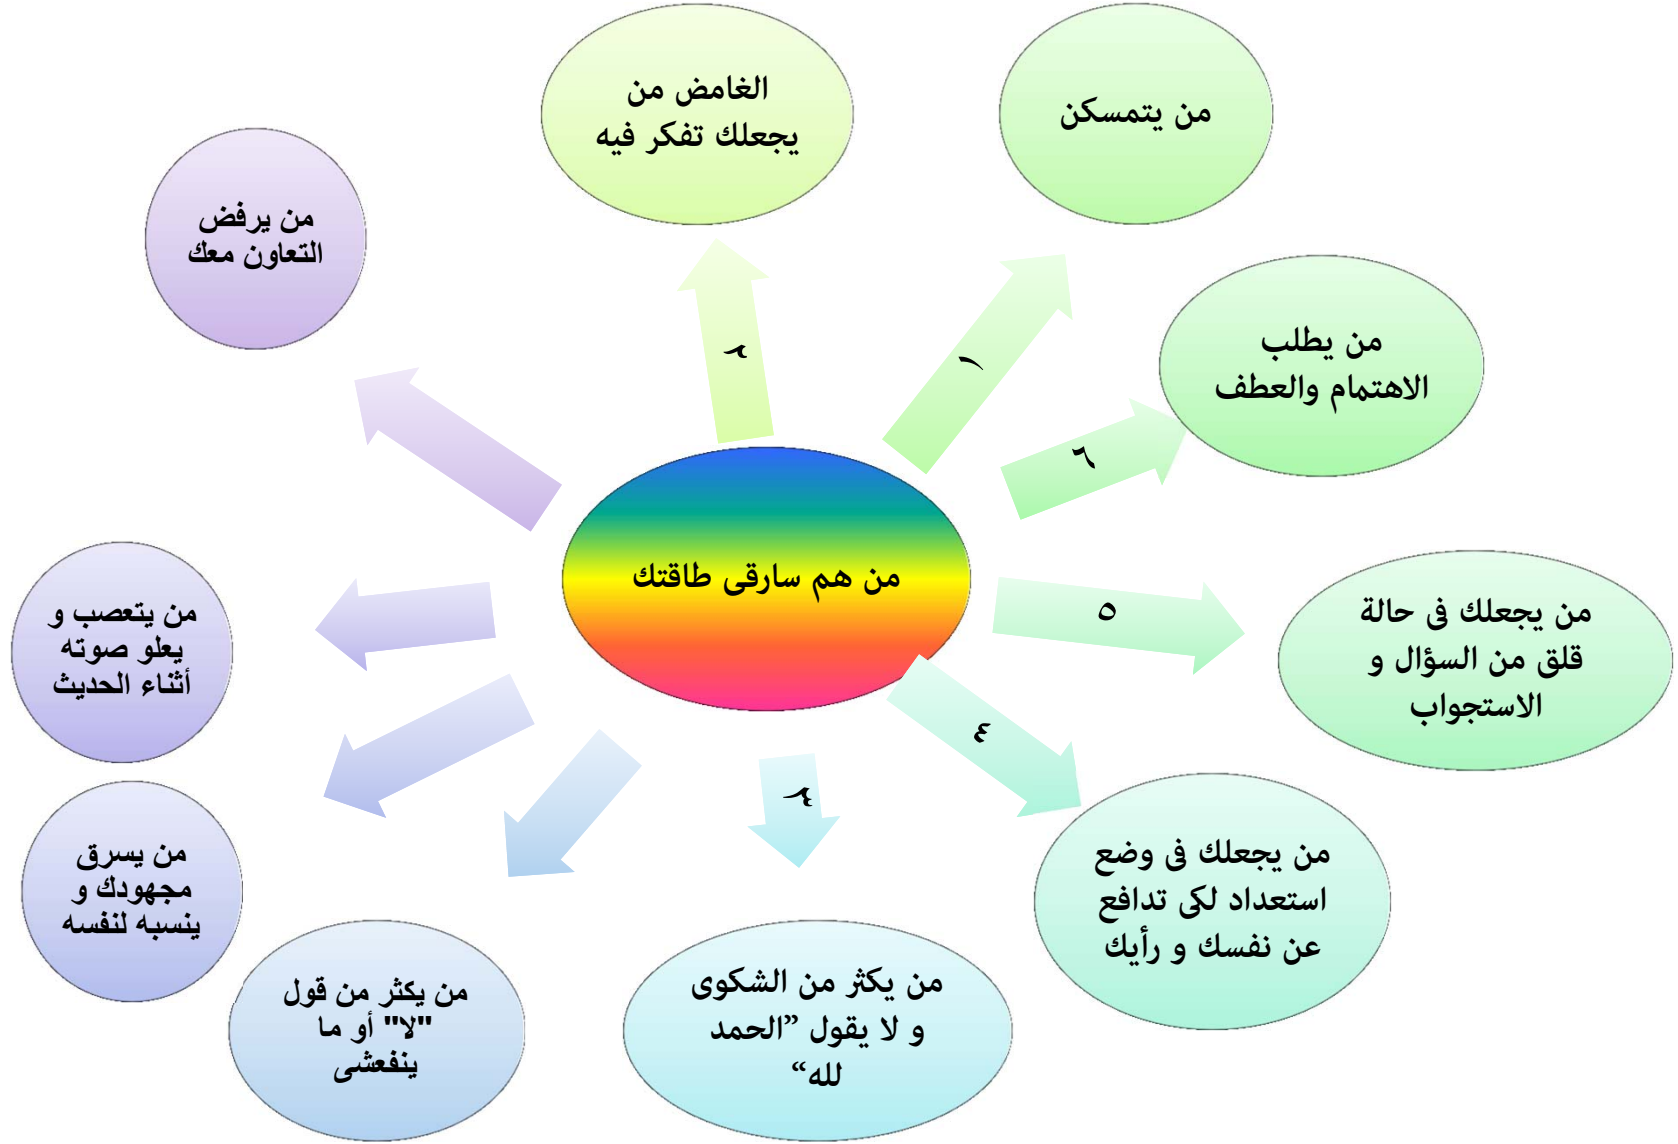 من هم سارقى طاقتك
١
من يتمسكن
٢
الغامض من
يجعلك تفكر فيه
٣
من يكثر من الشكوى
و لا يقول ”الحمد
لله“
٤
من يجعلك فى وضع
استعداد لكى تدافع
عن نفسك و رأيك
٥
من يجعلك فى حالة
قلق من السؤال و
الاستجواب
٦
من يطلب
الاهتمام والعطف
من يكثر من قول
"لا" أو ما
ينفعشى
من يسرق
مجهودك و
ينسبه لنفسه
من يتعصب و
يعلو صوته
أثناء الحديث
من يرفض
التعاون معك